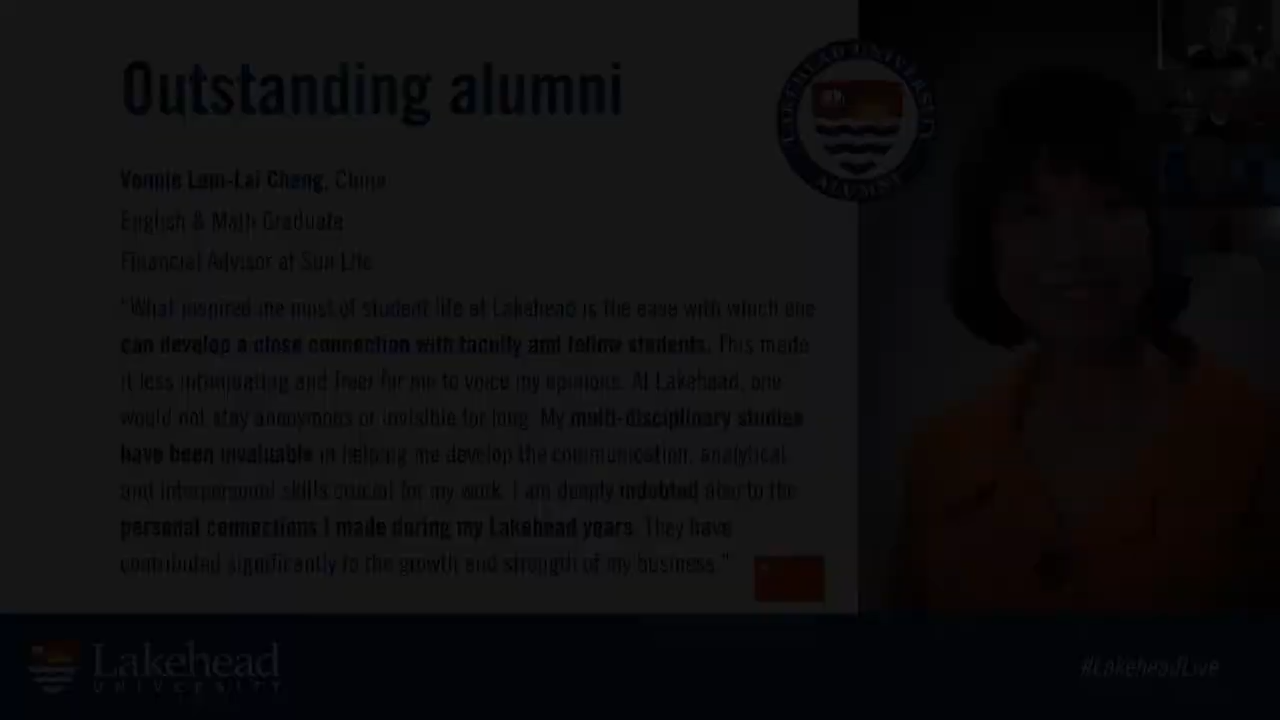 Outstanding alumni
LAKEHEAD UNIVERSITY
ALUMNI
Vonnie Lam-Lai Cheng, China
English & Math Graduate
Financial Advisor at Sun Life
"What inspired me most of student life at Lakehead is the ease with which one
can develop a close connection with faculty and fellow students. This made
it less intimidating and freer for me to voice my opinions. At Lakehead, one
would not stay anonymous or invisible for long. My multi-disciplinary studies
have been invaluable in helping me develop the communication, analytical
and interpersonal skills crucial for my work. I am deeply indebted also to the
personal connections I made during my Lakehead years. They have
contributed significantly to the growth and strength of my business."
Lakehead
UNIVERSITY
#LakeheadLive